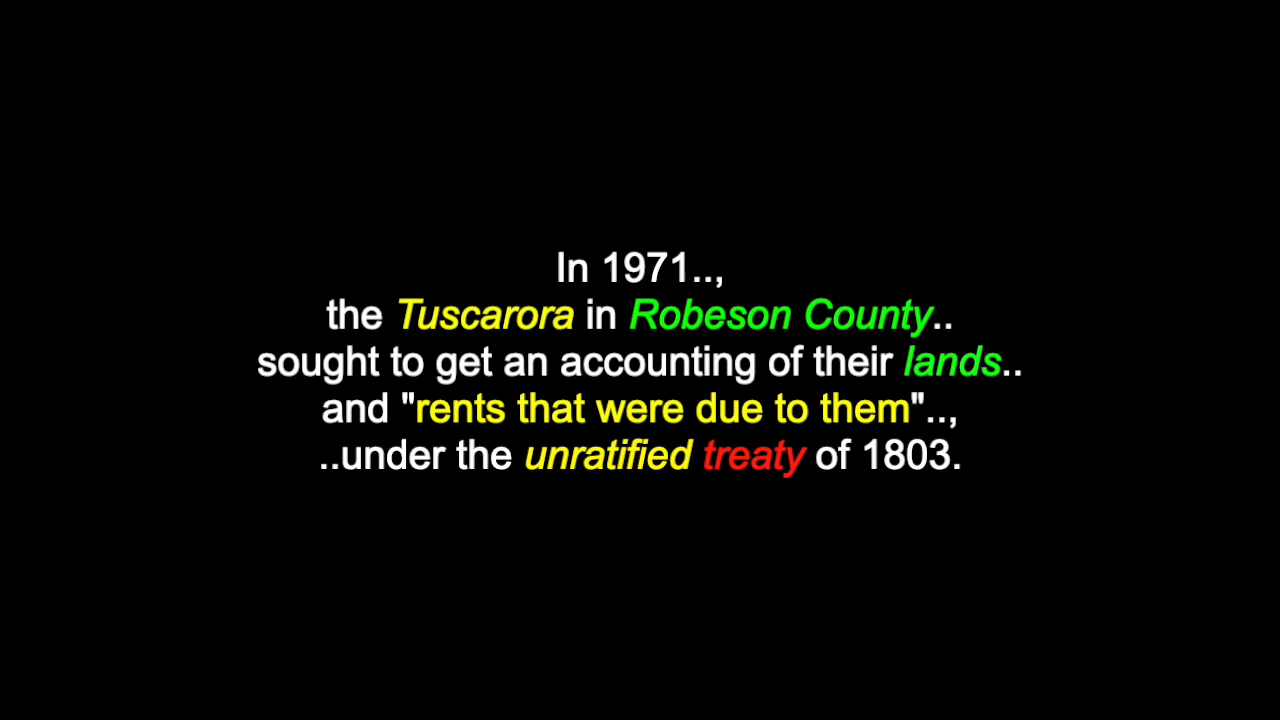 In 1971..,
the Tuscarora in Robeson County..
sought to get an accounting of their lands..
and "rents that were due to them"..,
..under the unratified treaty of 1803.